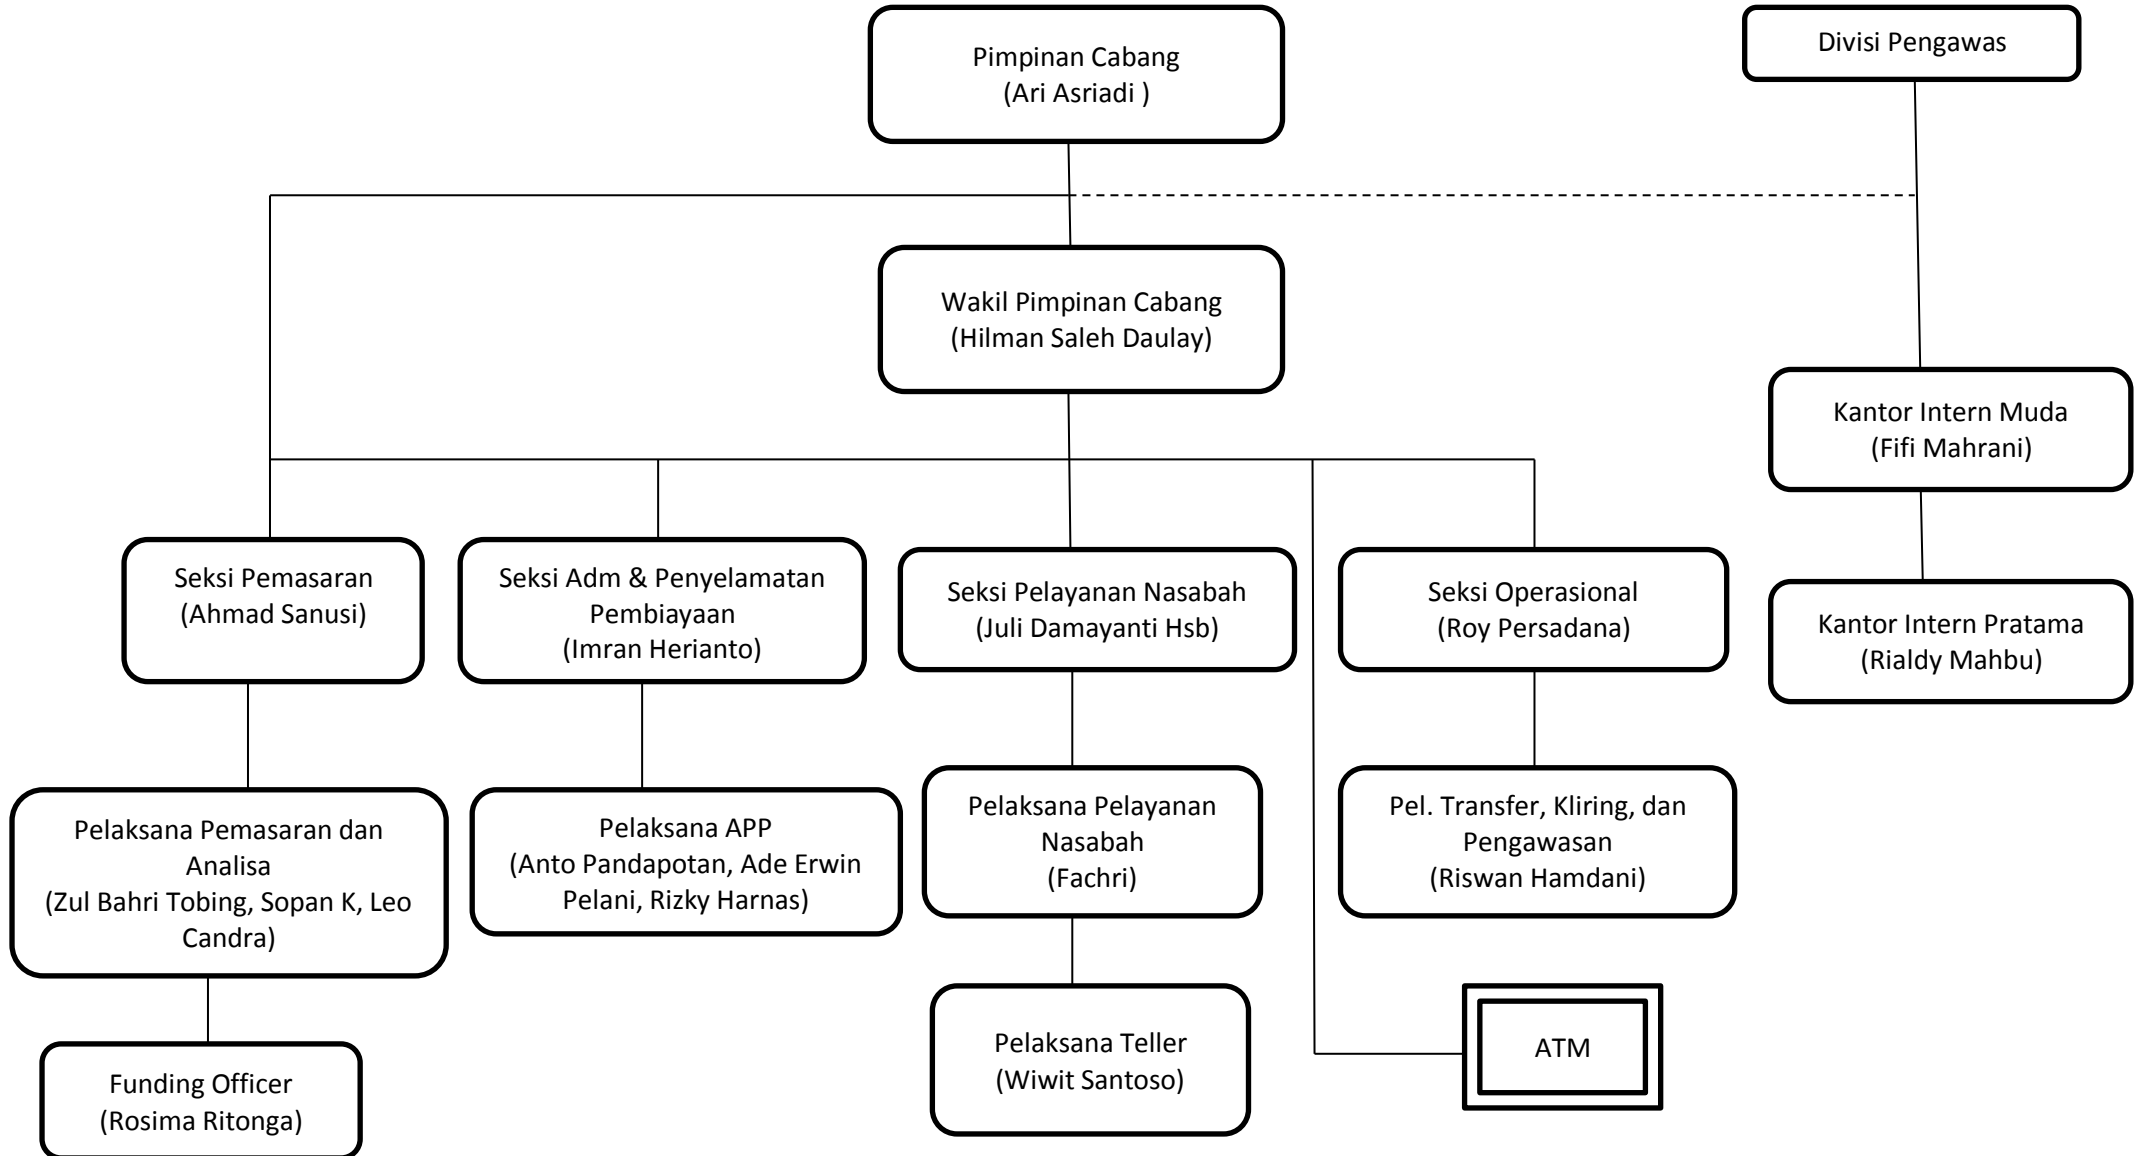 Pimpinan Cabang
(Ari Asriadi )
Divisi Pengawas
Wakil Pimpinan Cabang
(Hilman Saleh Daulay)
Kantor Intern Muda
(Fifi Mahrani)
Seksi Pemasaran
(Ahmad Sanusi)
Seksi Adm & Penyelamatan
Pembiayaan
(Imran Herianto)
Seksi Pelayanan Nasabah
(Juli Damayanti Hsb)
Seksi Operasional
(Roy Persadana)
Kantor Intern Pratama
(Rialdy Mahbu)
Pelaksana Pemasaran dan
Analisa
(Zul Bahri Tobing, Sopan K, Leo
Candra)
Pelaksana APP
(Anto Pandapotan, Ade Erwin
Pelani, Rizky Harnas)
Pelaksana Pelayanan
Nasabah
(Fachri)
Pel. Transfer, Kliring, dan
Pengawasan
(Riswan Hamdani)
Funding Officer
(Rosima Ritonga)
Pelaksana Teller
(Wiwit Santoso)
ATM